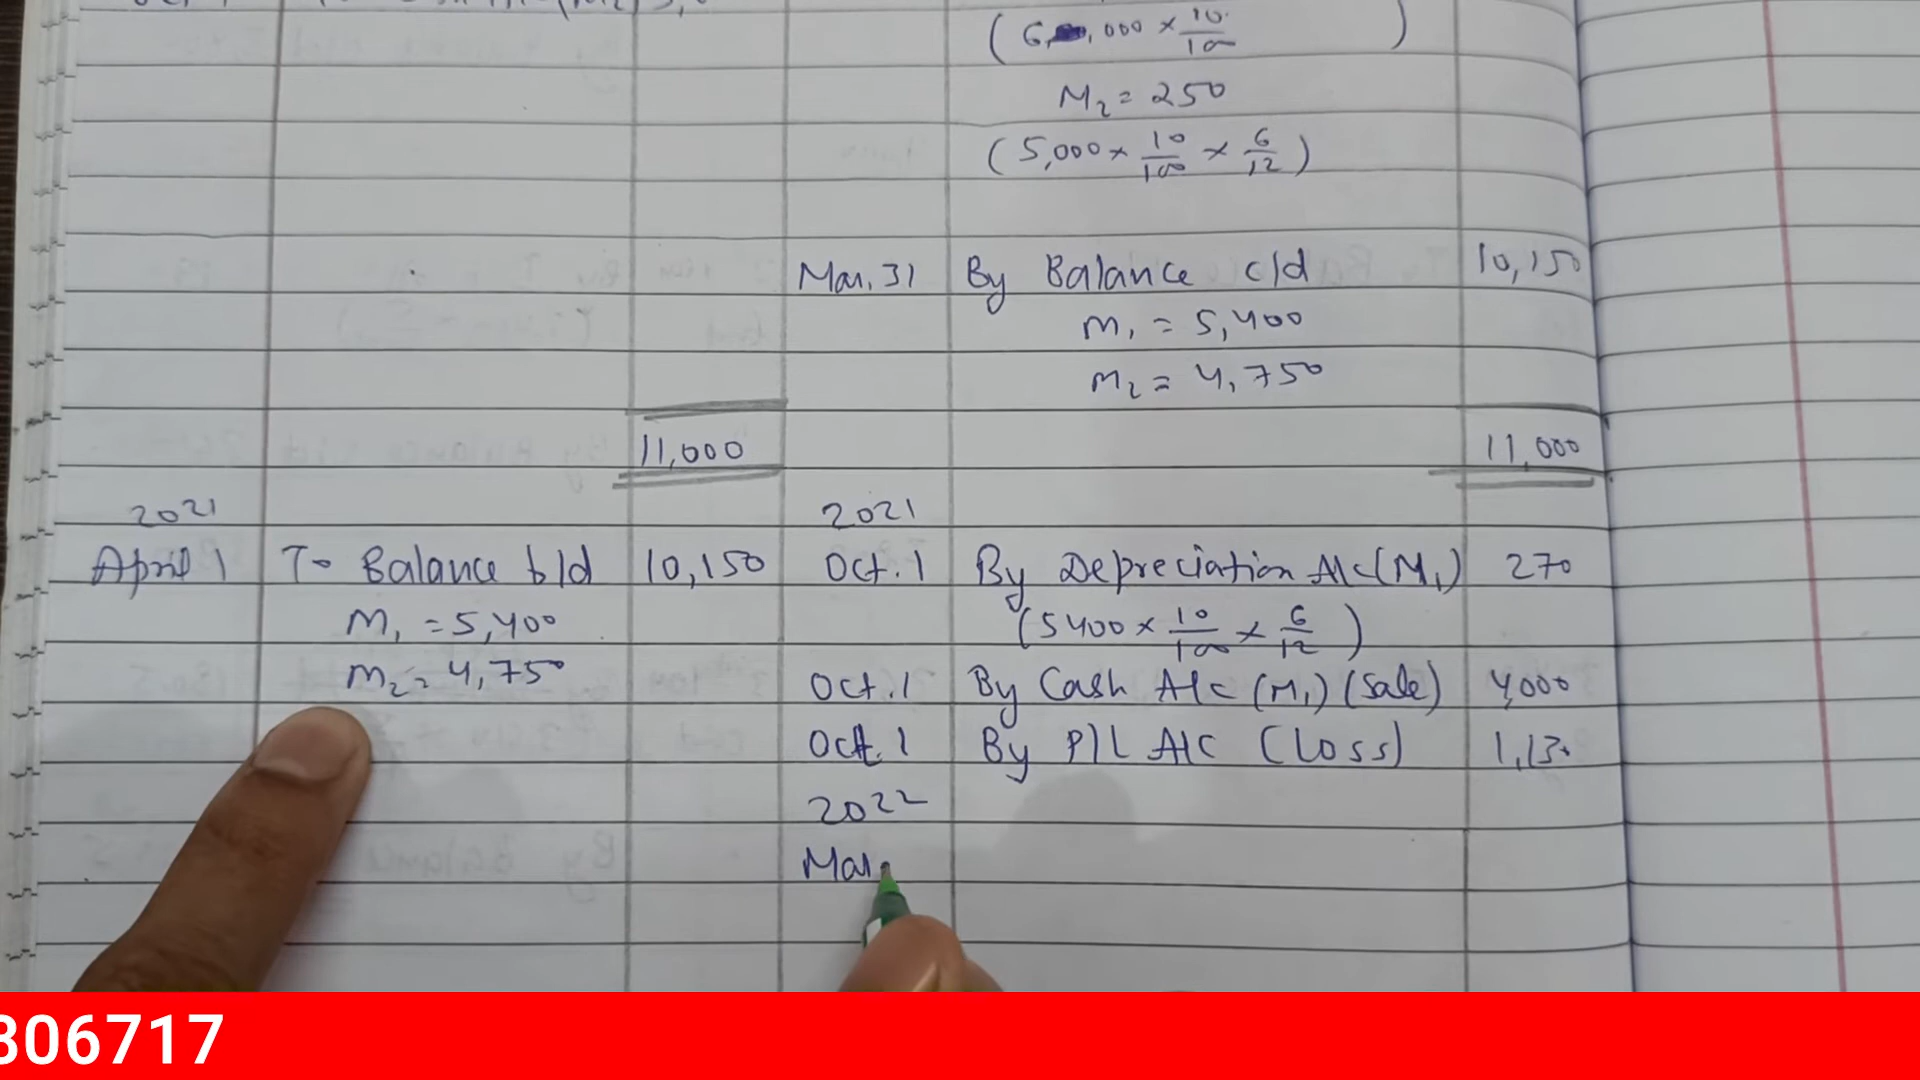 (6, ,000 × 10/100 )
M2 = 250
(5,000 × 10/100 × 6/12)
Mar. 31 By Balance c/d 10,150
M1 = 5,400
M2 = 4,750
11,000 11,000
2021 2021
April 1 To Balance b/d 10,150 Oct. 1 By Depreciation A/c (M1) 270
M1 = 5,400 (5400 × 10/100 × 6/12)
M2 = 4,750 Oct. 1 By Cash A/c (M1) (Sale) 4,000
Oct. 1 By P/L A/C (Loss) 1,130
2022
Mar
306717